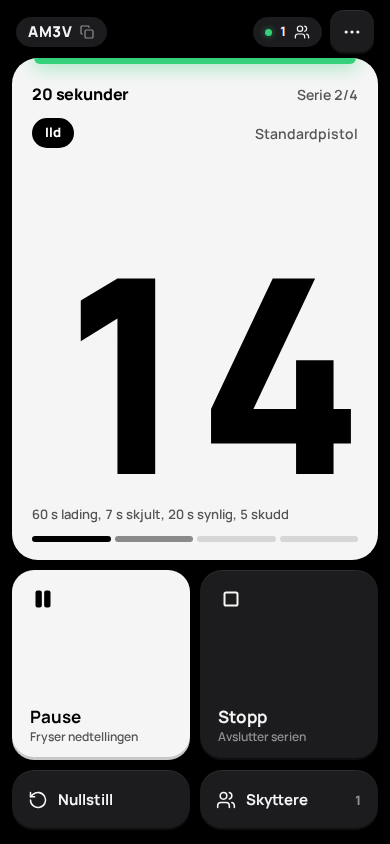 AM3V
1
20 sekunder
Serie 2/4
Ild
Standardpistol
14
60 s lading, 7 s skjult, 20 s synlig, 5 skudd
Pause
Fryser nedtellingen
Stopp
Avslutter serien
Nullstill
Skyttere
1